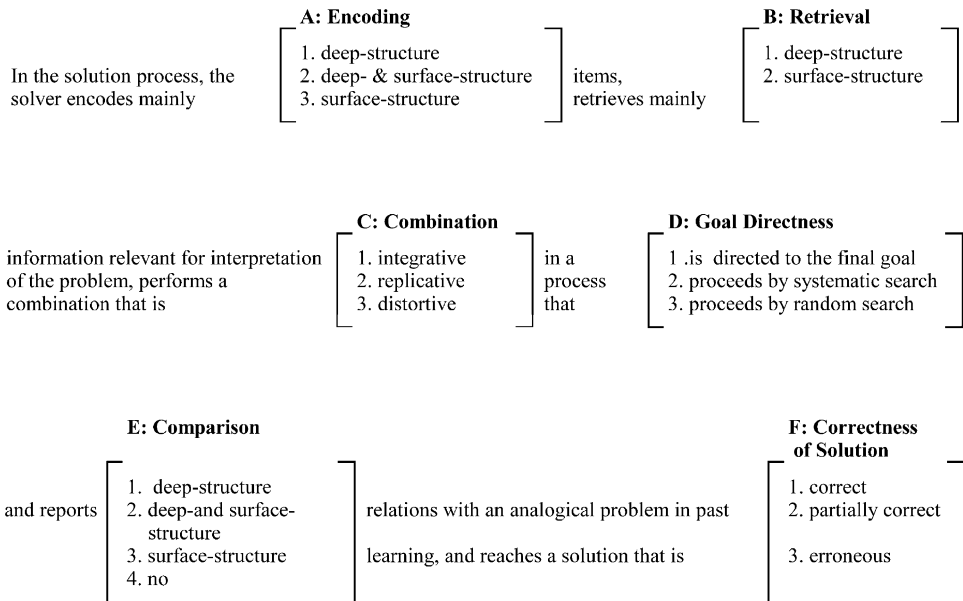 A: Encoding
B: Retrieval
In the solution process, the
solver encodes mainly
1. deep-structure
2. deep- & surface-structure
3. surface-structure
items,
retrieves mainly
1. deep-structure
2. surface-structure
C: Combination
D: Goal Directness
information relevant for interpretation
of the problem, performs a
combination that is
1. integrative
2. replicative
3. distortive
in a
process
that
1 .is directed to the final goal
2. proceeds by systematic search
3. proceeds by random search
E: Comparison
F: Correctness
of Solution
and reports
1. deep-structure
2. deep-and surface-
structure
3. surface-structure
4. no
relations with an analogical problem in past
learning, and reaches a solution that is
1. correct
2. partially correct
3. erroneous